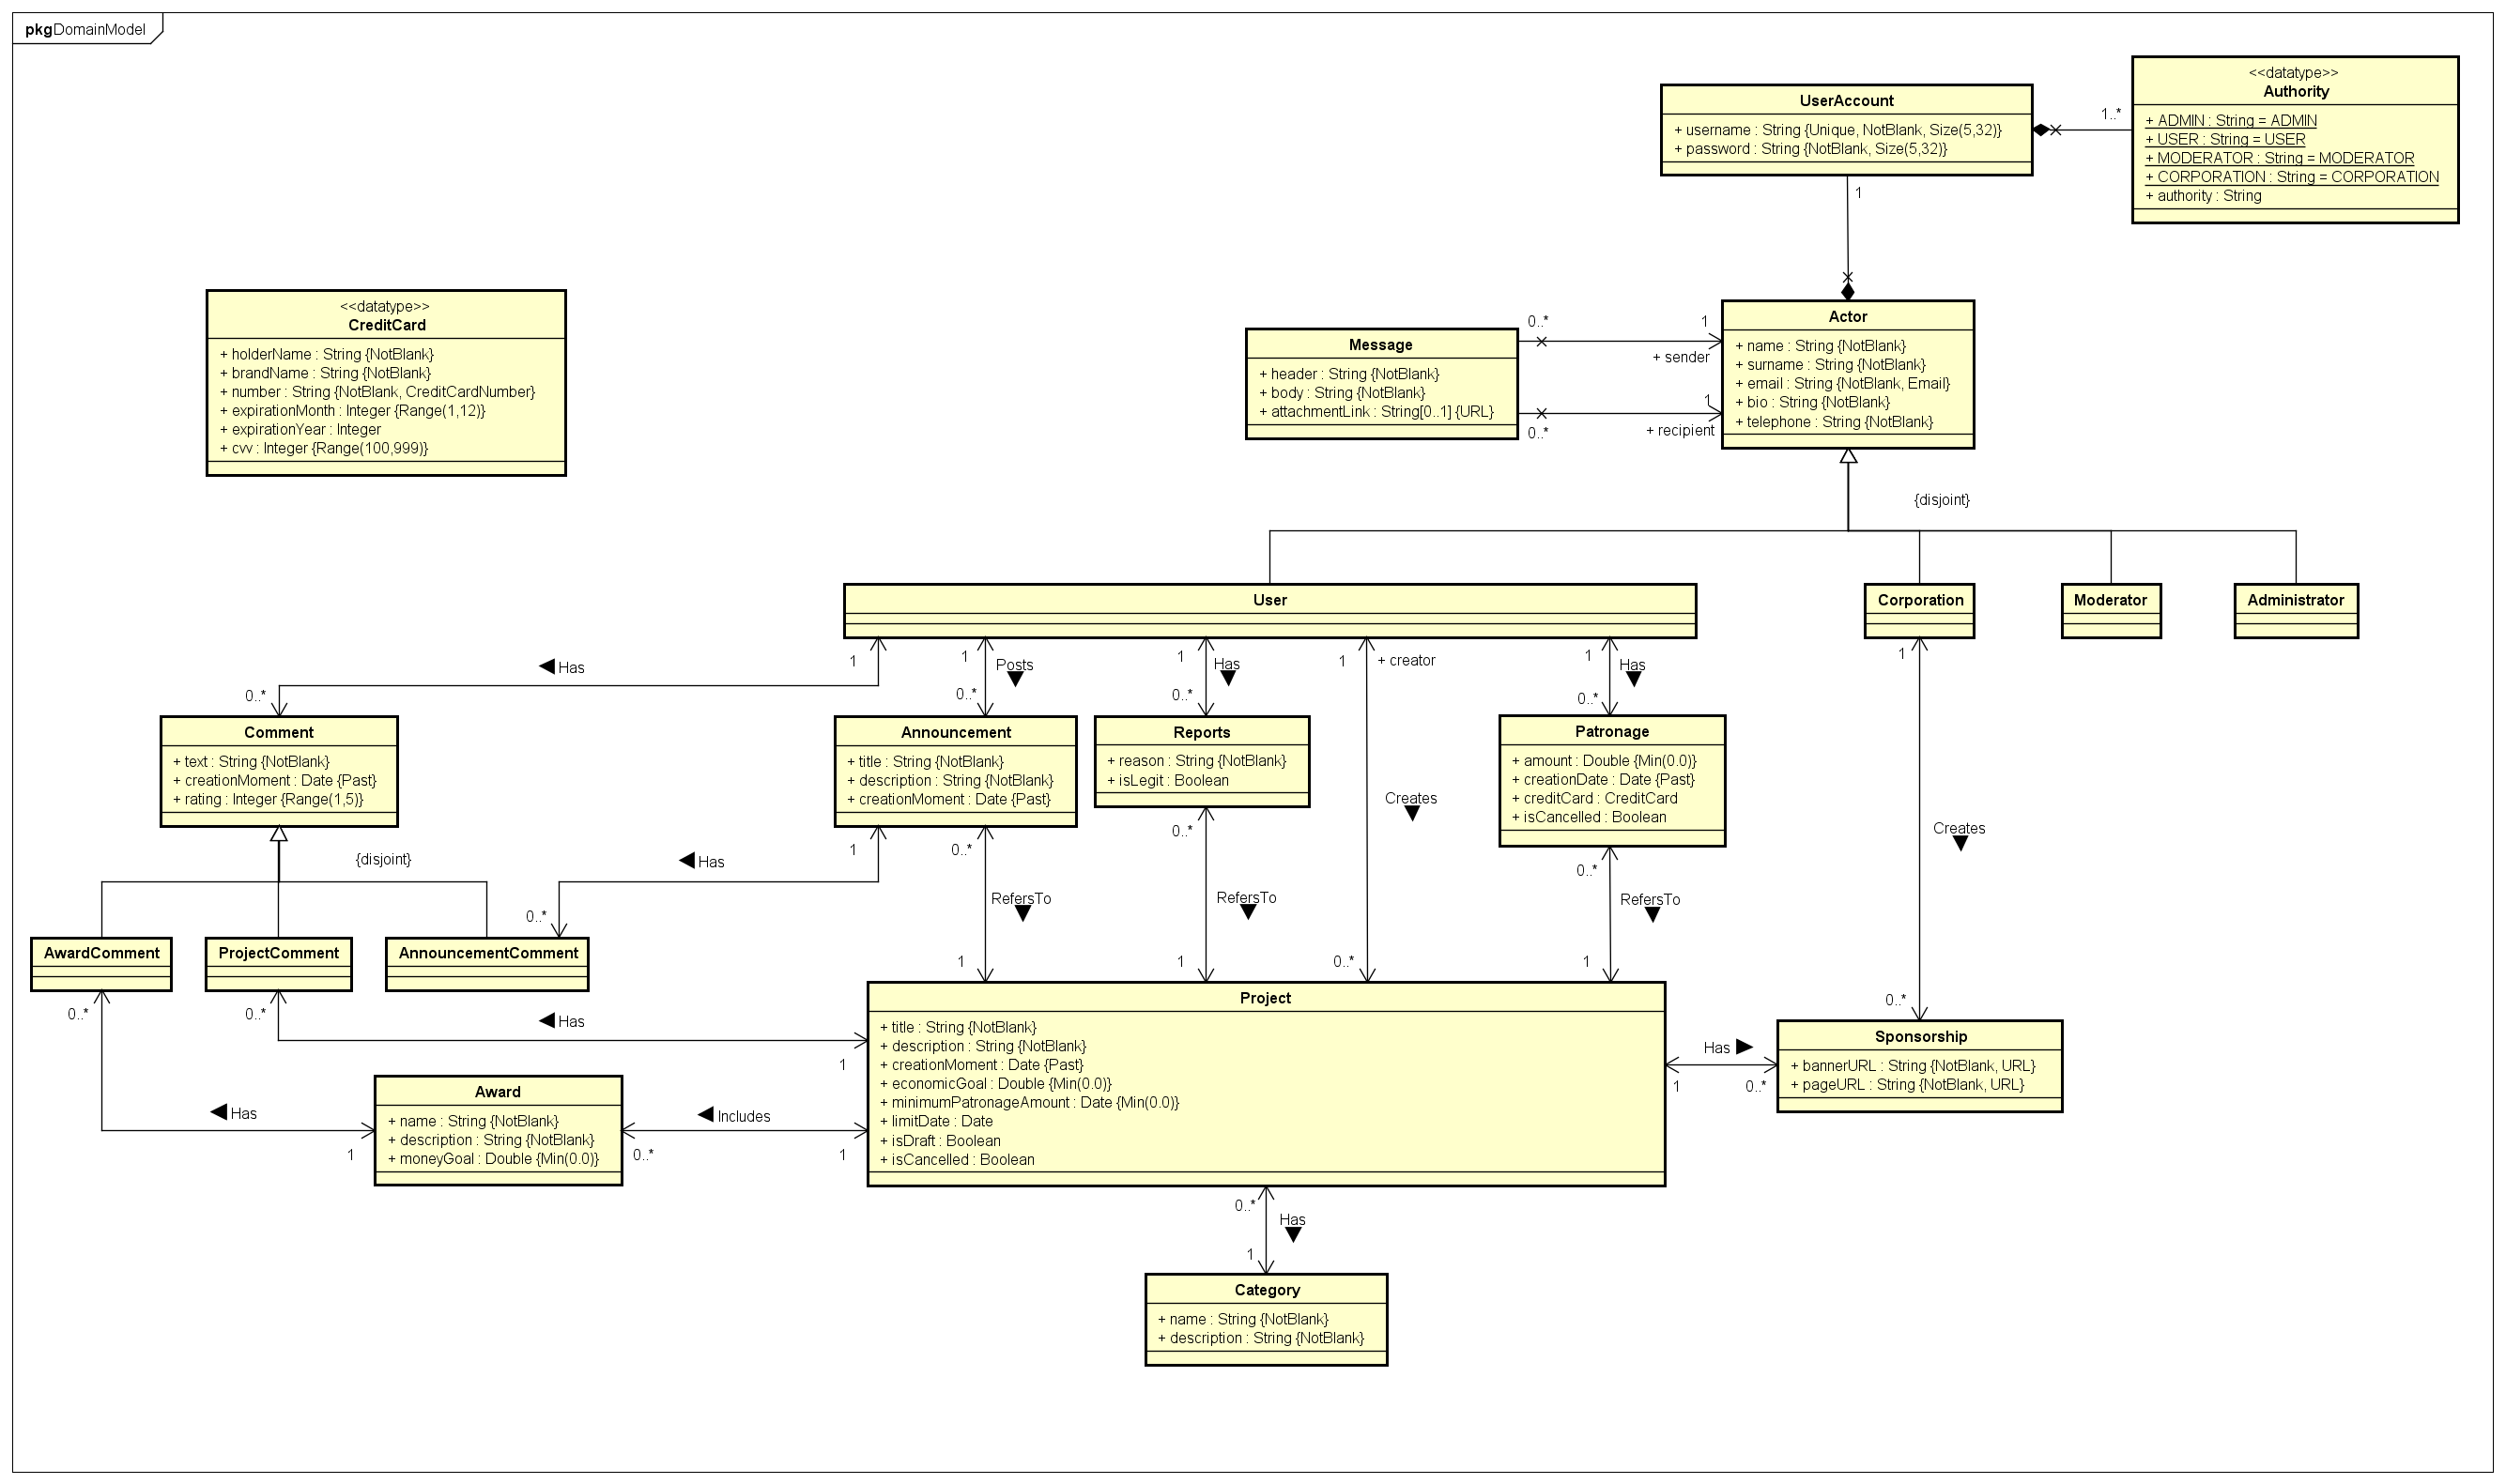 pkgDomainModel
<<datatype>>
Authority
+ ADMIN : String = ADMIN
+ USER : String = USER
+ MODERATOR : String = MODERATOR
+ CORPORATION : String = CORPORATION
+ authority : String
UserAccount
+ username : String {Unique, NotBlank, Size(5,32)}
+ password : String {NotBlank, Size(5,32)}
1..*
1
<<datatype>>
CreditCard
+ holderName : String {NotBlank}
+ brandName : String {NotBlank}
+ number : String {NotBlank, CreditCardNumber}
+ expirationMonth : Integer {Range(1,12)}
+ expirationYear : Integer
+ cvv : Integer {Range(100,999)}
Message
+ header : String {NotBlank}
+ body : String {NotBlank}
+ attachmentLink : String[0..1] {URL}
0..*
1
+ sender
1
0..*
+ recipient
Actor
+ name : String {NotBlank}
+ surname : String {NotBlank}
+ email : String {NotBlank, Email}
+ bio : String {NotBlank}
+ telephone : String {NotBlank}
{disjoint}
User
Corporation
Moderator
Administrator
1
Has
0..*
1
Posts
0..*
1
Has
0..*
1
+ creator
1
Has
0..*
1
Comment
+ text : String {NotBlank}
+ creationMoment : Date {Past}
+ rating : Integer {Range(1,5)}
Announcement
+ title : String {NotBlank}
+ description : String {NotBlank}
+ creationMoment : Date {Past}
Reports
+ reason : String {NotBlank}
+ isLegit : Boolean
Creates
Patronage
+ amount : Double {Min(0.0)}
+ creationDate : Date {Past}
+ creditCard : CreditCard
+ isCancelled : Boolean
Creates
{disjoint}
1
Has
0..*
0..*
RefersTo
1
0..*
RefersTo
1
0..*
0..*
RefersTo
1
0..*
AwardComment
ProjectComment
AnnouncementComment
0..*
0..*
Has
1
Project
+ title : String {NotBlank}
+ description : String {NotBlank}
+ creationMoment : Date {Past}
+ economicGoal : Double {Min(0.0)}
+ minimumPatronageAmount : Date {Min(0.0)}
+ limitDate : Date
+ isDraft : Boolean
+ isCancelled : Boolean
Has
1
0..*
Sponsorship
+ bannerURL : String {NotBlank, URL}
+ pageURL : String {NotBlank, URL}
Has
1
Award
+ name : String {NotBlank}
+ description : String {NotBlank}
+ moneyGoal : Double {Min(0.0)}
Includes
0..*
1
0..*
Has
1
Category
+ name : String {NotBlank}
+ description : String {NotBlank}